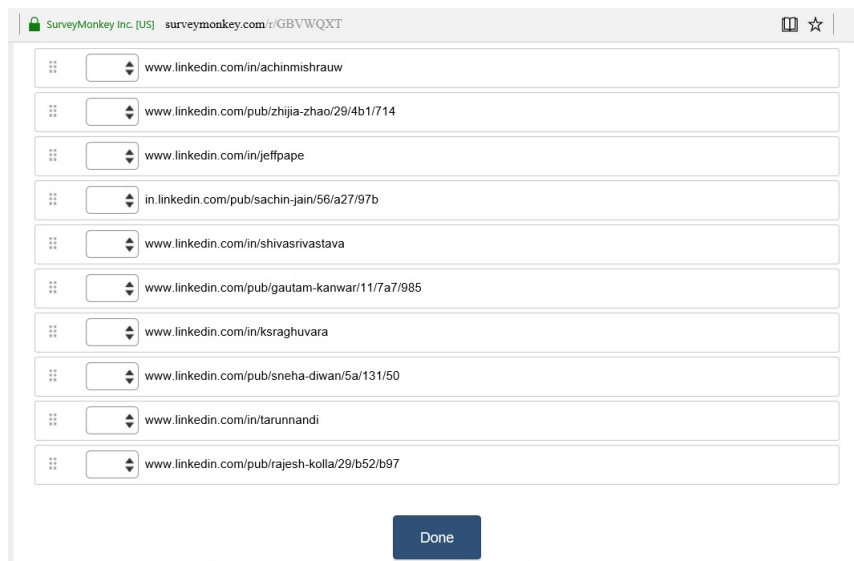 SurveyMonkey Inc. [US] surveymonkey.com/r/GBVWQXT
www.linkedin.com/in/achinmishrauw
www.linkedin.com/pub/zhijia-zhao/29/4b1/714
www.linkedin.com/in/jeffpape
in.linkedin.com/pub/sachin-jain/56/a27/97b
www.linkedin.com/in/shivasrivastava
www.linkedin.com/pub/gautam-kanwar/11/7a7/985
www.linkedin.com/in/ksraghuvara
www.linkedin.com/pub/sneha-diwan/5a/131/50
www.linkedin.com/in/tarunnandi
www.linkedin.com/pub/rajesh-kolla/29/b52/b97
Done